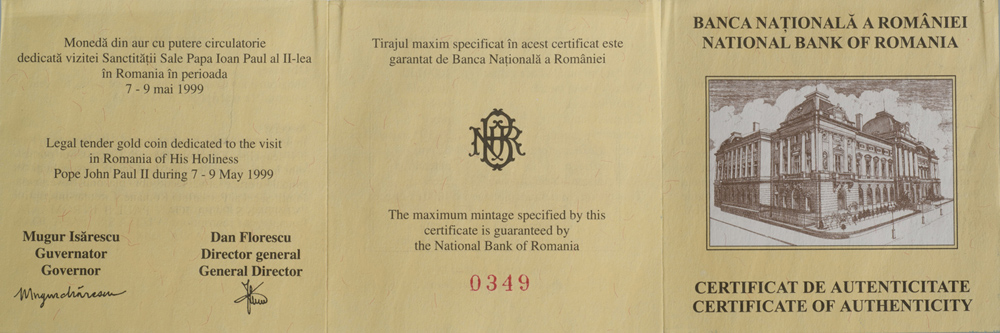 Monedă din aur cu putere circulatorie
dedicată vizitei Sanctității Sale Papa Ioan Paul al II-lea
în Romania în perioada
7 - 9 mai 1999
Legal tender gold coin dedicated to the visit
in Romania of His Holiness
Pope John Paul II during 7 - 9 May 1999
Mugur Isărescu
Guvernator
Governor
Dan Florescu
Director general
General Director
Tirajul maxim specificat în acest certificat este
garantat de Banca Națională a României
The maximum mintage specified by this
certificate is guaranteed by
the National Bank of Romania
0349
BANCA NAȚIONALĂ A ROMÂNIEI
NATIONAL BANK OF ROMANIA
CERTIFICAT DE AUTENTICITATE
CERTIFICATE OF AUTHENTICITY